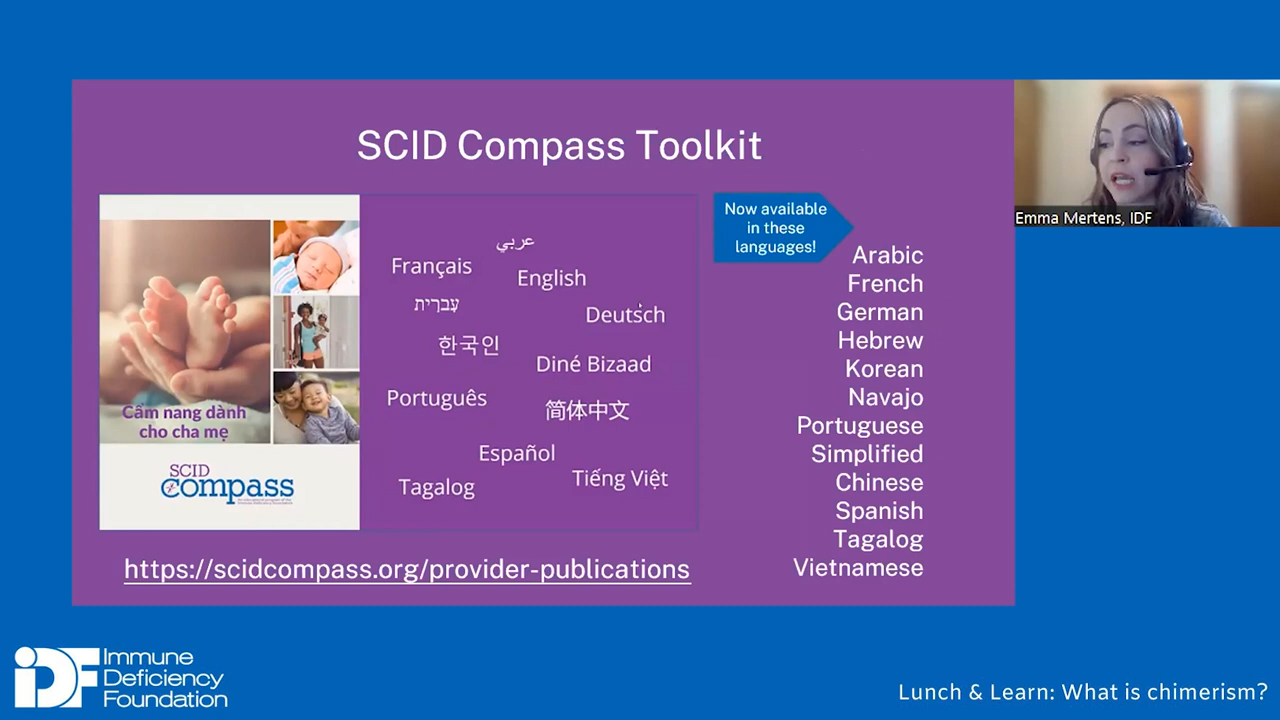 SCID Compass Toolkit
Cẩm nang dành
cho cha mẹ
SCID
compass
عربي
Français
English
עִבְרִית
Deutsch
한국인
Diné Bizaad
Português
简体中文
Español
Tiếng Việt
Tagalog
Now available
in these
languages!
Arabic
French
German
Hebrew
Korean
Navajo
Portuguese
Simplified
Chinese
Spanish
Tagalog
Vietnamese
https://scidcompass.org/provider-publications
Emma Mertens, IDF
IDF
Immune
Deficiency
Foundation
Lunch & Learn: What is chimerism?